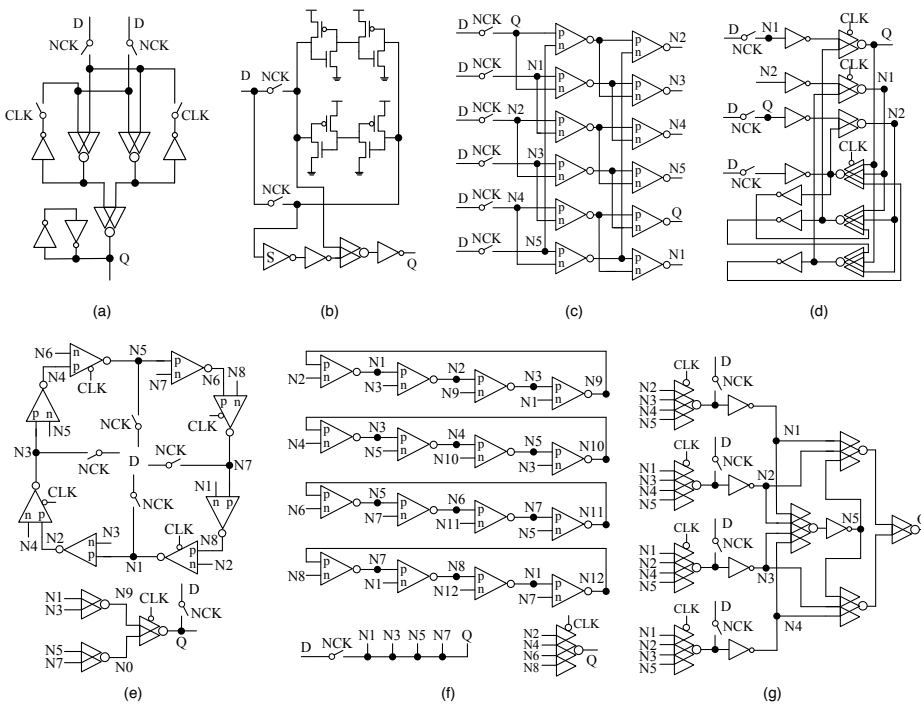 D D
NCK NCK
CLK CLK
Q
(a)
D NCK
NCK
S
Q
(b)
D NCK Q p n p n N2
D NCK N1 p n p n N3
D NCK N2 p n p n N4
D NCK N3 p n p n N5
D NCK N4 p n p n Q
D NCK N5 p n p n N1
(c)
CLK
D NCK N1 Q
CLK
N2 N1
D NCK Q N2
CLK
D NCK
(d)
N6 n p N5 p n N8
N4 CLK N7 N6
p n N5
NCK
CLK p n
N3 NCK D NCK N7
CLK
n p
NCK
N1 n p
N4 N2 n p N3 CLK N8
N1 p n N2
N1 N3 N9 CLK D NCK
N5 N7 N0 Q
(e)
p n N2 N1 p n N3 N2 p n N9 N3 p n N1 N9
p n N4 N3 p n N5 N4 p n N10 N5 p n N3 N10
p n N6 N5 p n N7 N6 p n N11 N7 p n N5 N11
p n N8 N7 p n N1 N8 p n N12 N1 p n N7 N12
D NCK N1 N3 N5 N7 Q
CLK
N2 N4 N6 N8 Q
(f)
CLK D NCK
N2 N3 N4 N5
N1
CLK D NCK
N1 N3 N4 N5
N2
CLK D NCK
N1 N2 N4 N5
N3
N5
CLK D NCK
N1 N2 N3 N5
N4
Q
(g)